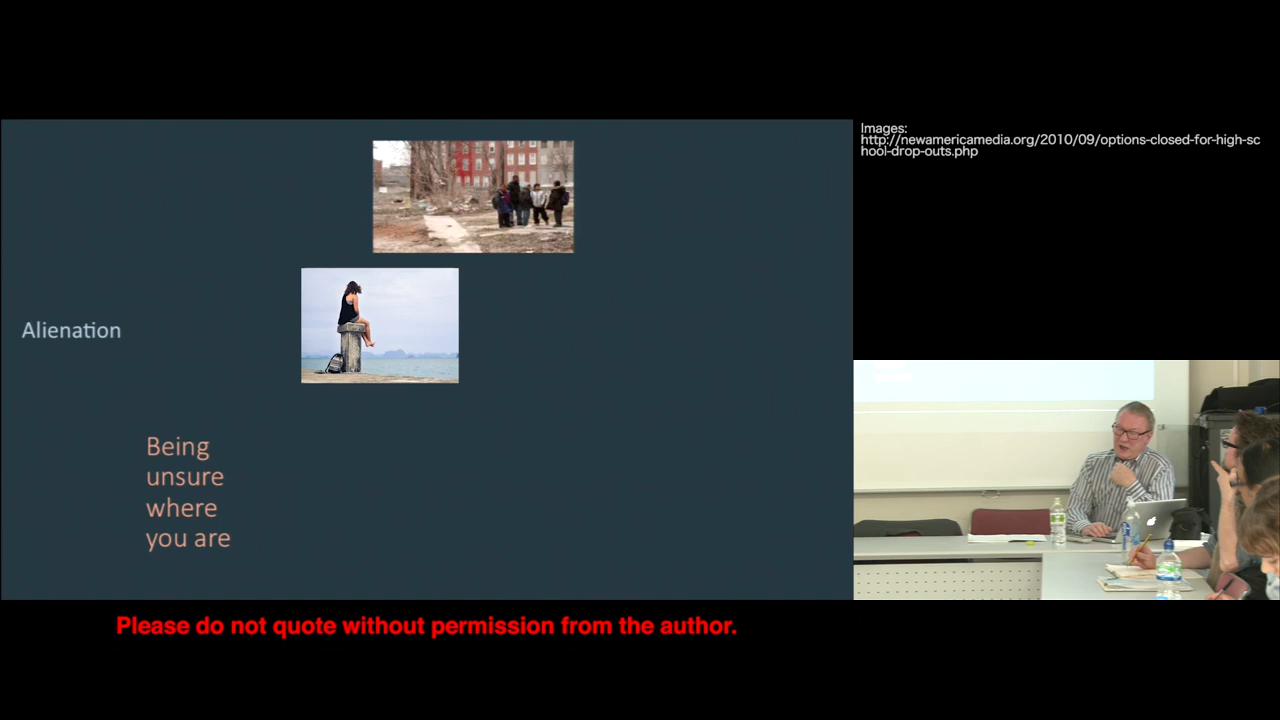 Images:
http://newamericamedia.org/2010/09/options-closed-for-high-sc
hool-drop-outs.php
Alienation
Being
unsure
where
you are
Please do not quote without permission from the author.